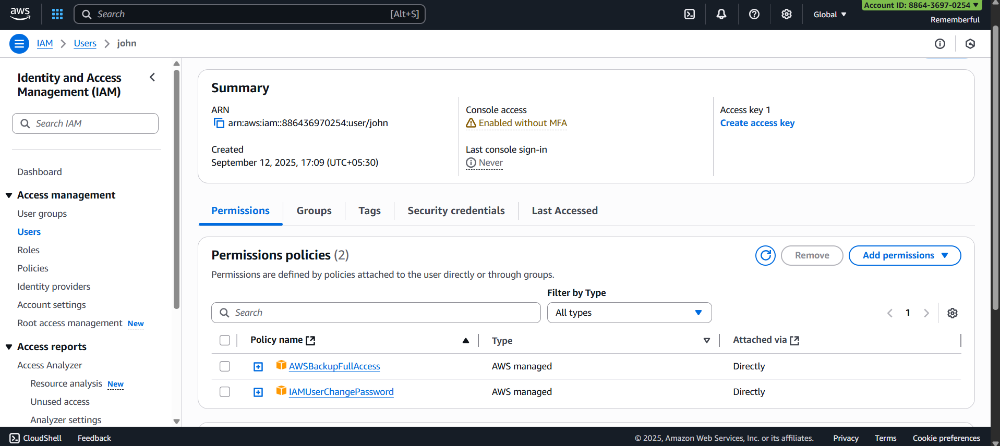 aws
Search [Alt+S]
Global
Account ID: 8864-3697-0254
Rememberful
IAM
Users
john
Identity and Access
Management (IAM)
Search IAM
Dashboard
Access management
User groups
Users
Roles
Policies
Identity providers
Account settings
Root access management New
Access reports
Access Analyzer
Resource analysis New
Unused access
Analyzer settings
Summary
ARN
arn:aws:iam::886436970254:user/john
Created
September 12, 2025, 17:09 (UTC+05:30)
Console access
Enabled without MFA
Last console sign-in
Never
Access key 1
Create access key
Permissions
Groups
Tags
Security credentials
Last Accessed
Permissions policies (2)
Remove
Add permissions
Permissions are defined by policies attached to the user directly or through groups.
Filter by Type
Search
All types
1
Policy name Type Attached via
AWSBackupFullAccess AWS managed Directly
IAMUserChangePassword AWS managed Directly
CloudShell
Feedback
© 2025, Amazon Web Services, Inc. or its affiliates.
Privacy
Terms
Cookie preferences